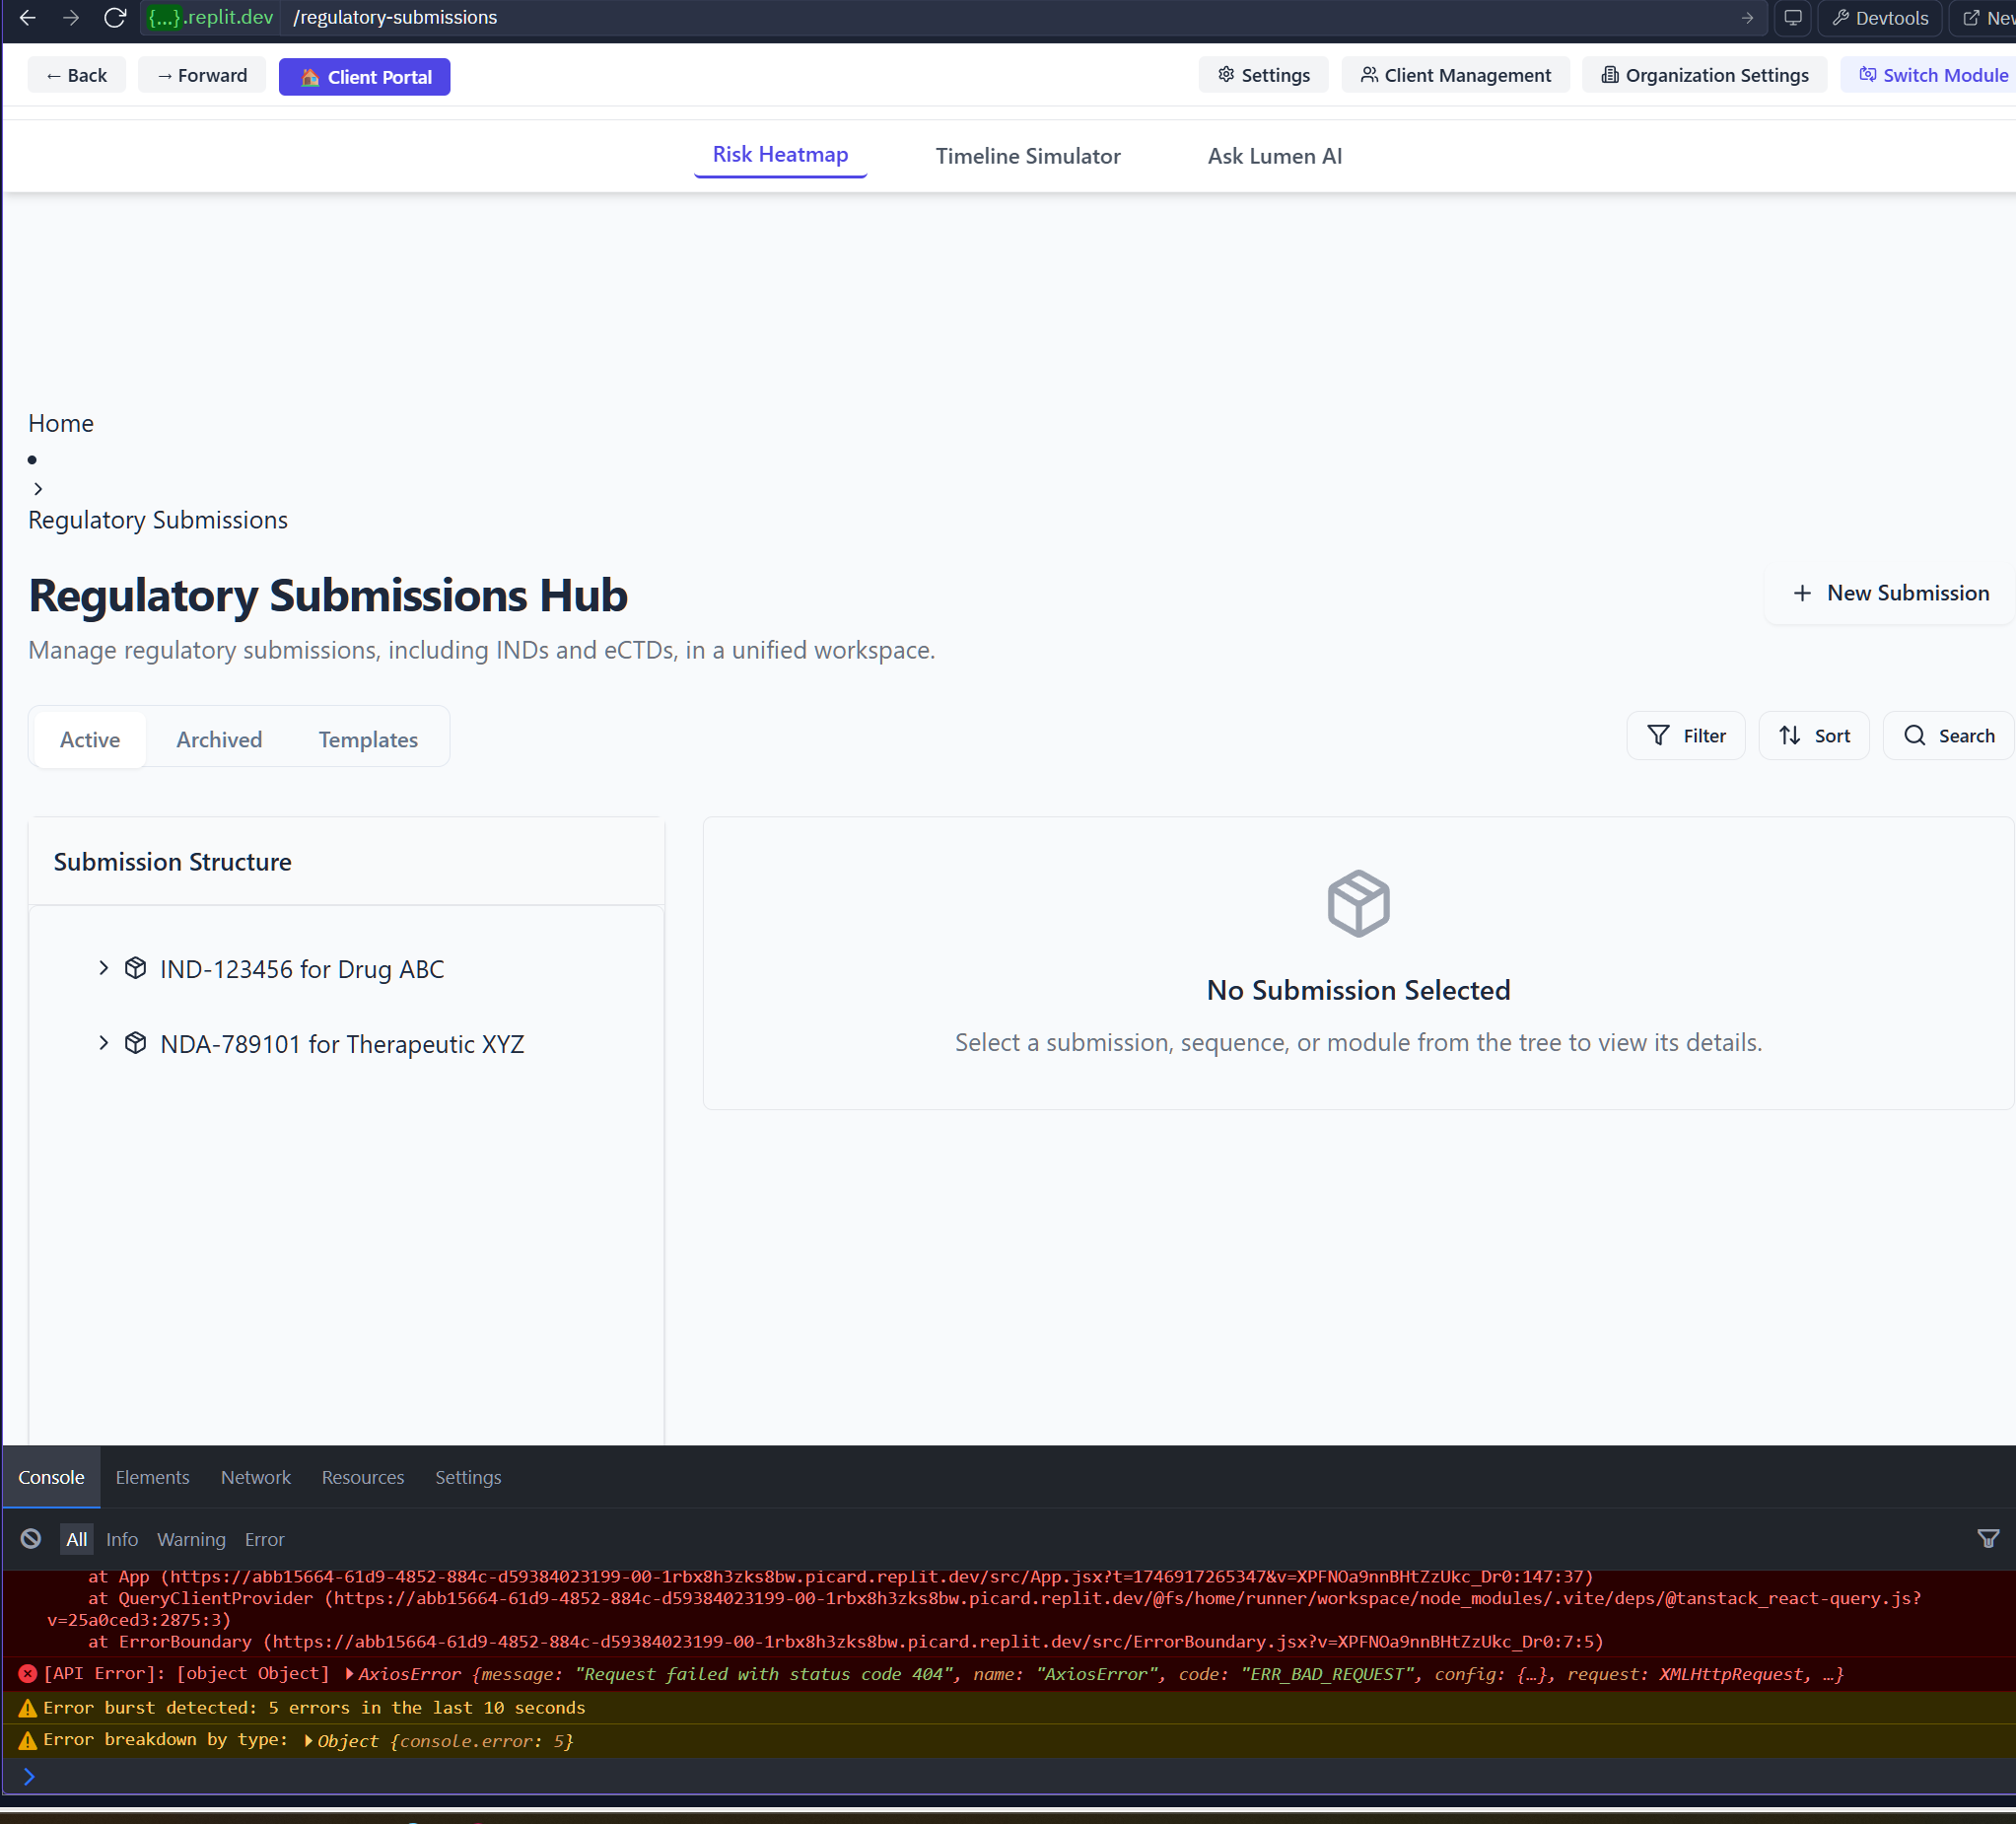 {...}.replit.dev /regulatory-submissions
Devtools
← Back
→ Forward
Client Portal
Settings
Client Management
Organization Settings
Switch Module
Risk Heatmap
Timeline Simulator
Ask Lumen AI
Home
•
>
Regulatory Submissions
Regulatory Submissions Hub
+ New Submission
Manage regulatory submissions, including INDs and eCTDs, in a unified workspace.
Active
Archived
Templates
Filter
Sort
Search
Submission Structure
> IND-123456 for Drug ABC
> NDA-789101 for Therapeutic XYZ
No Submission Selected
Select a submission, sequence, or module from the tree to view its details.
Console
Elements
Network
Resources
Settings
All
Info
Warning
Error
at App (https://abb15664-61d9-4852-884c-d59384023199-00-1rbx8h3zks8bw.picard.replit.dev/src/App.jsx?t=1746917265347&v=XPFNOa9nnBHtZzUkc_Dr0:147:37)
at QueryClientProvider (https://abb15664-61d9-4852-884c-d59384023199-00-1rbx8h3zks8bw.picard.replit.dev/@fs/home/runner/workspace/node_modules/.vite/deps/@tanstack_react-query.js?
v=25a0ced3:2875:3)
at ErrorBoundary (https://abb15664-61d9-4852-884c-d59384023199-00-1rbx8h3zks8bw.picard.replit.dev/src/ErrorBoundary.jsx?v=XPFNOa9nnBHtZzUkc_Dr0:7:5)
[API Error]: [object Object] AxiosError {message: "Request failed with status code 404", name: "AxiosError", code: "ERR_BAD_REQUEST", config: {…}, request: XMLHttpRequest, …}
Error burst detected: 5 errors in the last 10 seconds
Error breakdown by type: Object {console.error: 5}
>